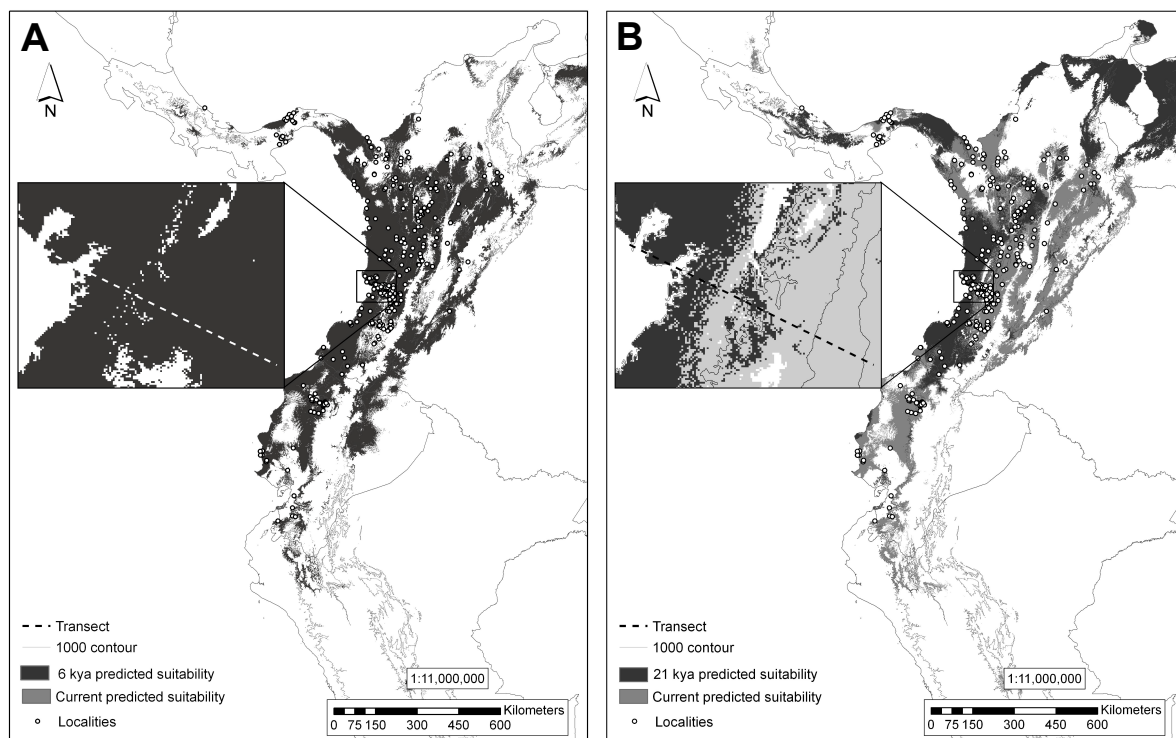 A
N
Transect
1000 contour
6 kya predicted suitability
Current predicted suitability
Localities
1:11,000,000
Kilometers
0 75 150 300 450 600
B
N
Transect
1000 contour
21 kya predicted suitability
Current predicted suitability
Localities
1:11,000,000
Kilometers
0 75 150 300 450 600